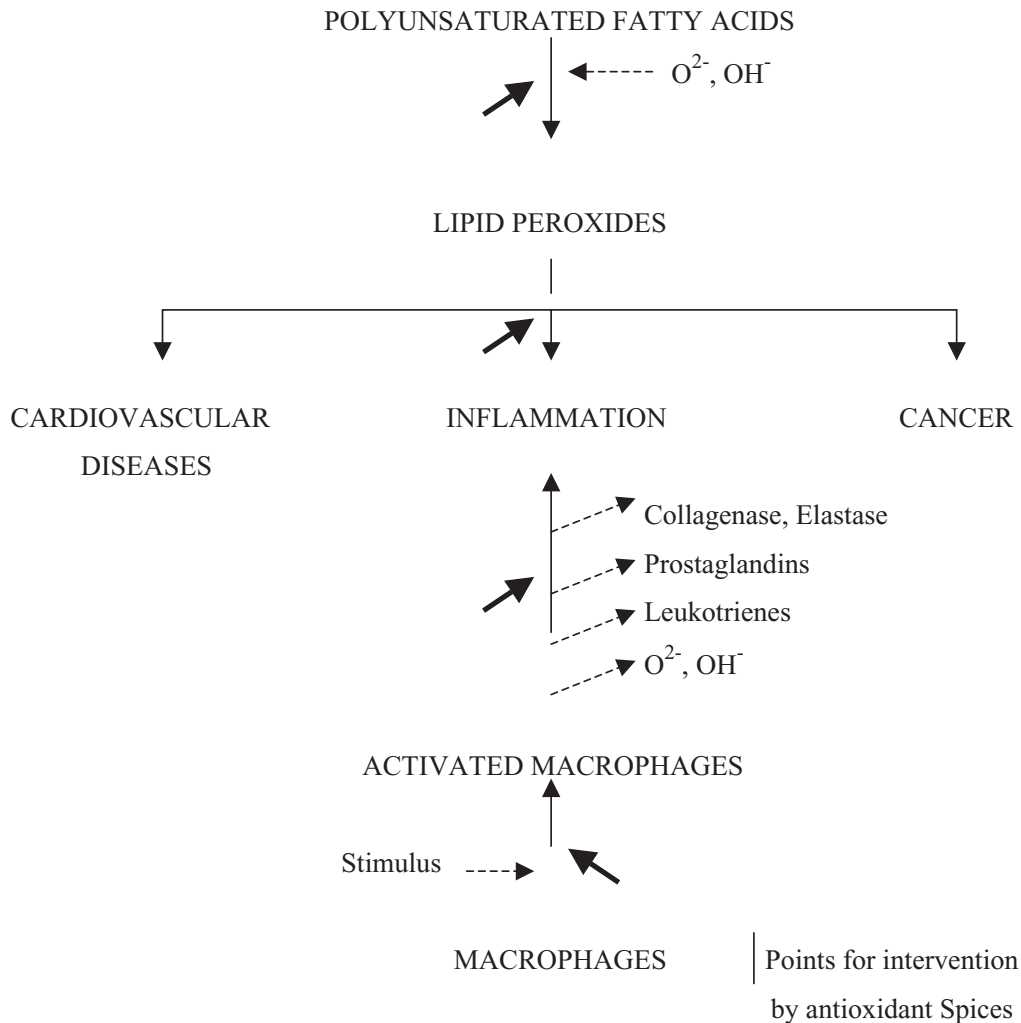 POLYUNSATURATED FATTY ACIDS
O²⁻, OH⁻
LIPID PEROXIDES
CARDIOVASCULAR DISEASES
INFLAMMATION
CANCER
Collagenase, Elastase
Prostaglandins
Leukotrienes
O²⁻, OH⁻
ACTIVATED MACROPHAGES
Stimulus
MACROPHAGES
Points for intervention
by antioxidant Spices